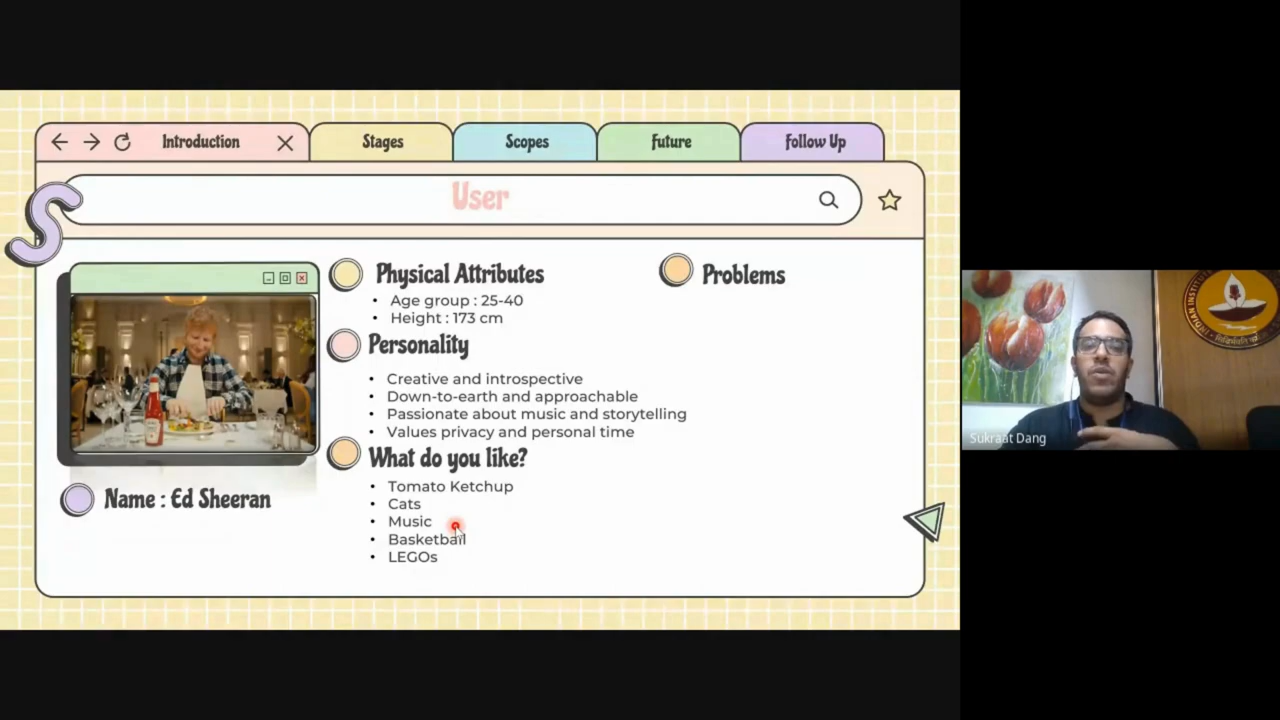 Introduction
Stages
Scopes
Future
Follow Up
S
User
Physical Attributes
• Age group : 25-40
• Height : 173 cm
Personality
• Creative and introspective
• Down-to-earth and approachable
• Passionate about music and storytelling
• Values privacy and personal time
What do you like?
• Tomato Ketchup
• Cats
• Music
• Basketball
• LEGOs
Problems
Name : Ed Sheeran
Sukraat Dang
INDIAN INSTITUTE